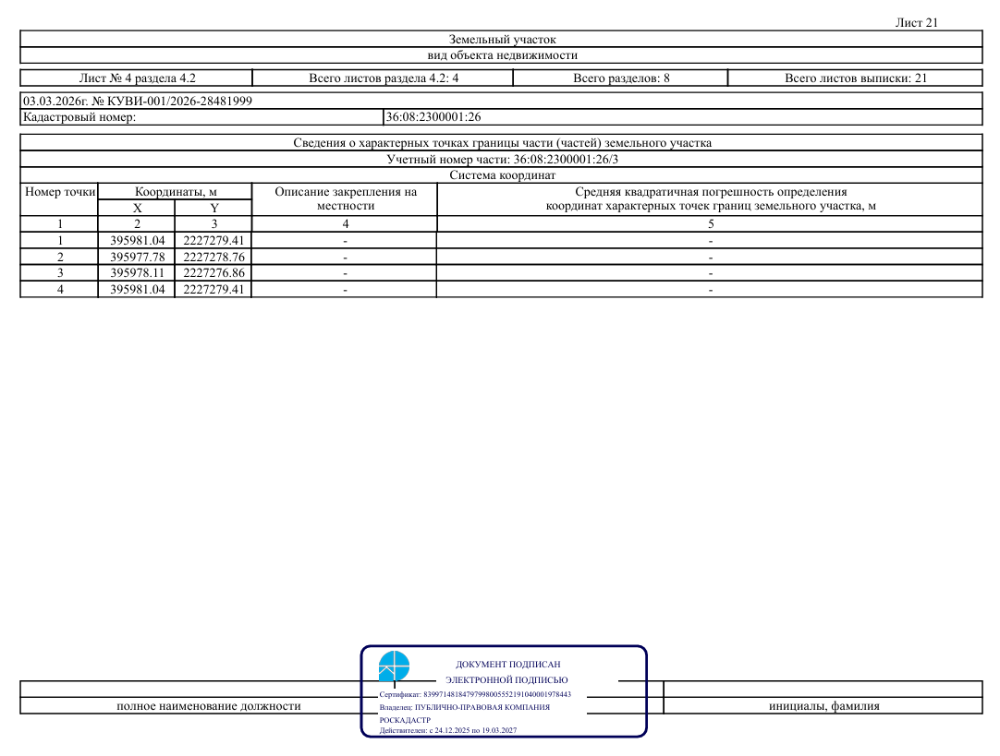 Лист 21
Земельный участок
вид объекта недвижимости
Лист № 4 раздела 4.2 Всего листов раздела 4.2: 4 Всего разделов: 8 Всего листов выписки: 21
03.03.2026г. № КУВИ-001/2026-28481999
Кадастровый номер: 36:08:2300001:26
Сведения о характерных точках границы части (частей) земельного участка
Учетный номер части: 36:08:2300001:26/3
Система координат
Номер точки Координаты, м Описание закрепления на местности Средняя квадратичная погрешность определения
координат характерных точек границ земельного участка, м
X Y
1 2 3 4 5
1 395981.04 2227279.41 - -
2 395977.78 2227278.76 - -
3 395978.11 2227276.86 - -
4 395981.04 2227279.41 - -
ДОКУМЕНТ ПОДПИСАН
ЭЛЕКТРОННОЙ ПОДПИСЬЮ
Сертификат: 83997148184797998005552191040001978443
Владелец: ПУБЛИЧНО-ПРАВОВАЯ КОМПАНИЯ
РОСКАДАСТР
Действителен: с 24.12.2025 по 19.03.2027
полное наименование должности инициалы, фамилия